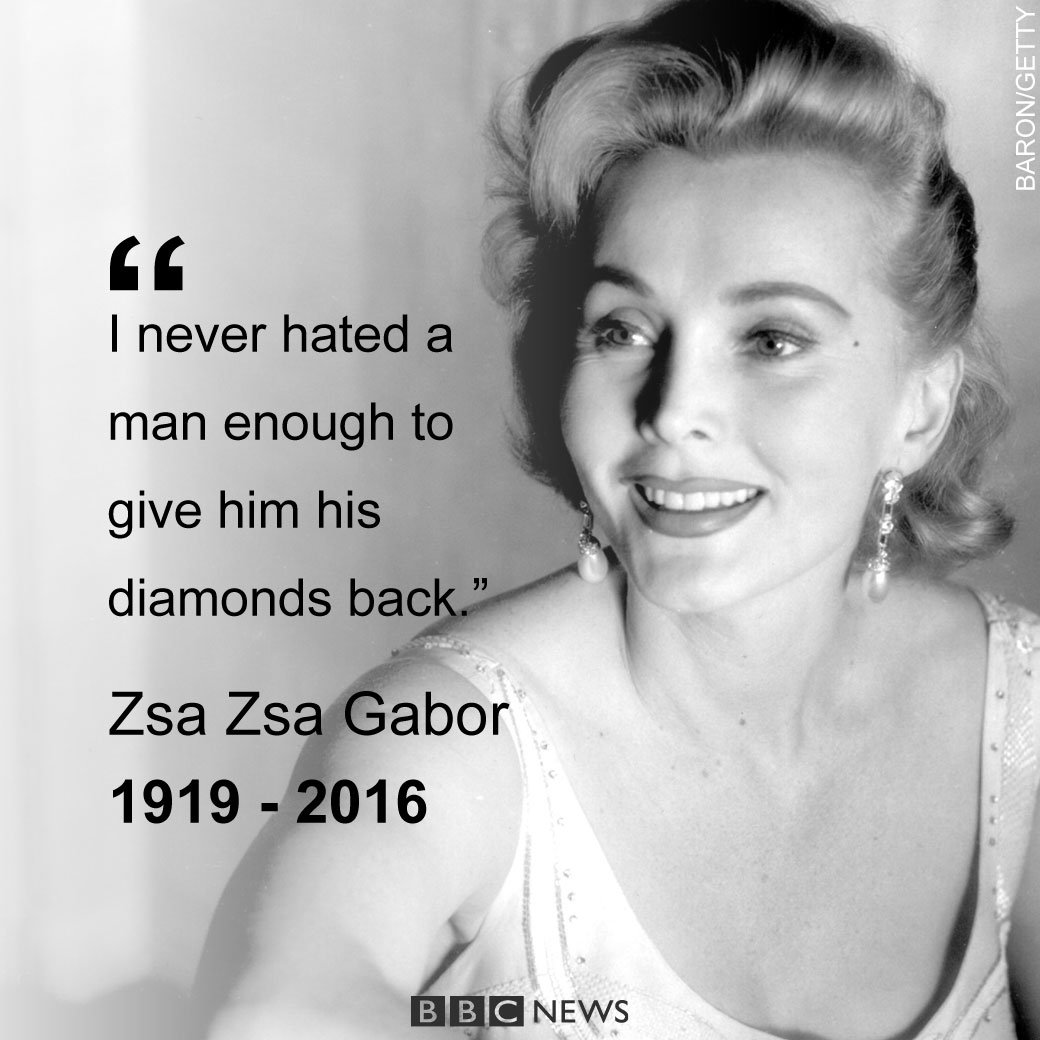 BARON/GETTY
“
I never hated a
man enough to
give him his
diamonds back.”
Zsa Zsa Gabor
1919 - 2016
BBC NEWS